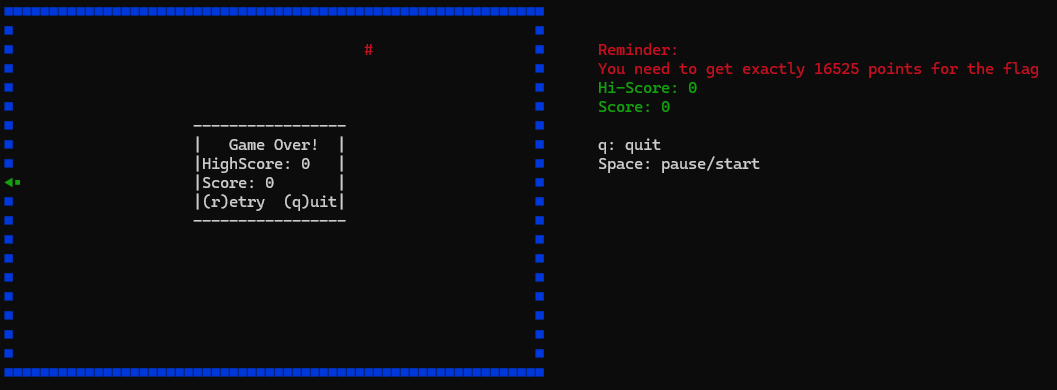 #
Reminder:
You need to get exactly 16525 points for the flag
Hi-Score: 0
Score: 0
q: quit
Space: pause/start
-----------------
|   Game Over!  |
|HighScore: 0   |
|Score: 0       |
|(r)etry  (q)uit|
-----------------